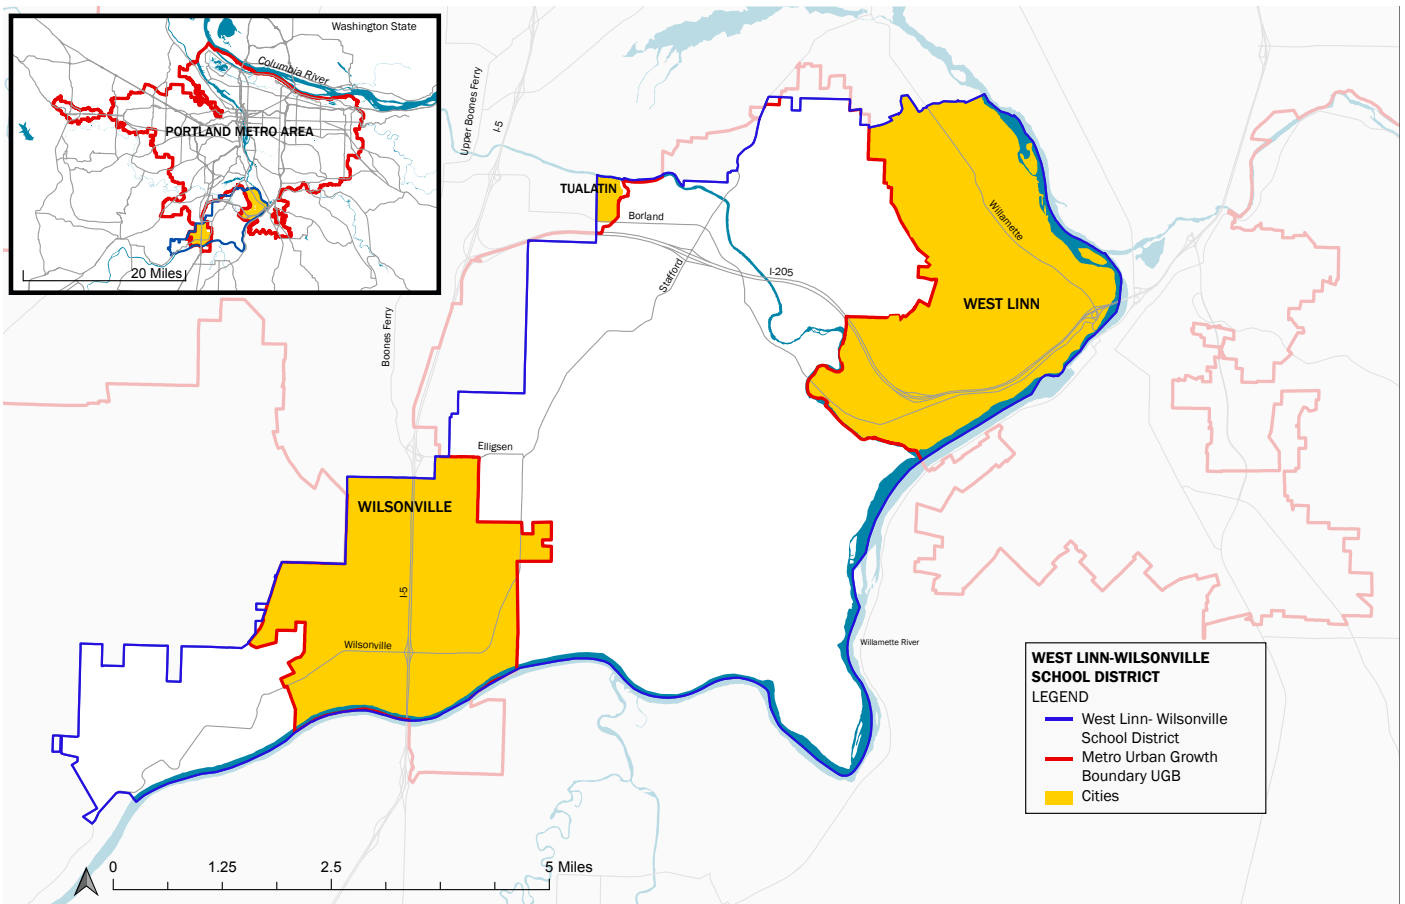 Washington State
Columbia River
PORTLAND METRO AREA
20 Miles
Upper Boones Ferry
I-5
TUALATIN
Borland
Stafford
I-205
Willamette
WEST LINN
Boones Ferry
Elligsen
WILSONVILLE
I-5
Wilsonville
Willamette River
WEST LINN-WILSONVILLE
SCHOOL DISTRICT
LEGEND
West Linn- Wilsonville
School District
Metro Urban Growth
Boundary UGB
Cities
0 1.25 2.5 5 Miles